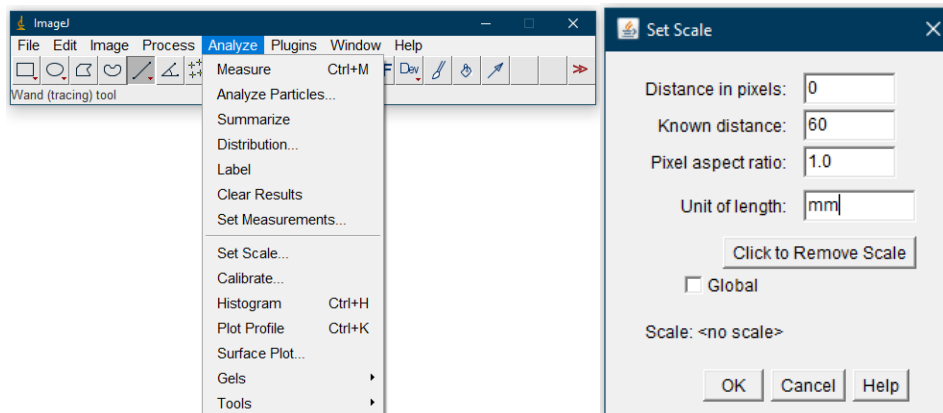 ImageJ
File Edit Image Process Analyze Plugins Window Help
Dev
Wand (tracing) tool
Measure Ctrl+M
Analyze Particles...
Summarize
Distribution...
Label
Clear Results
Set Measurements...
Set Scale...
Calibrate...
Histogram Ctrl+H
Plot Profile Ctrl+K
Surface Plot...
Gels
Tools
Set Scale
Distance in pixels: 0
Known distance: 60
Pixel aspect ratio: 1.0
Unit of length: mm
Click to Remove Scale
Global
Scale: <no scale>
OK Cancel Help